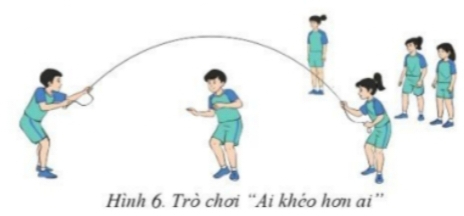 Hình 6. Trò chơi “Ai khéo hơn ai”